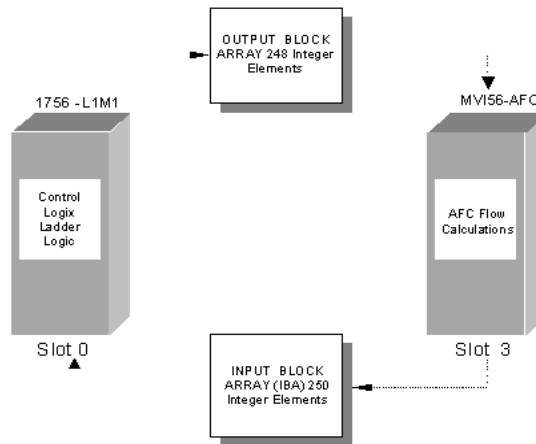 OUTPUT BLOCK
ARRAY 248 Integer
Elements
1756 -L1M1
MVI56-AFC
Control
Logix
Ladder
Logic
AFC Flow
Calculations
Slot 0
Slot 3
INPUT BLOCK
ARRAY (IBA) 250
Integer Elements